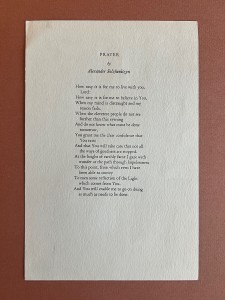 PRAYER
by
Alexander Solzhenitsyn
How easy it is for me to live with you,
Lord.
How easy it is for me to believe in You.
When my mind is distraught and my
reason fails,
When the cleverest people do not see
further than this evening
And do not know what must be done
tomorrow,
You grant me the clear confidence that
You exist
And that You will take care that not all
the ways of goodness are stopped.
At the height of earthly fame I gaze with
wonder at the path through hopelessness
To this point, from which even I have
been able to convey
To men some reflection of the Light
which comes from You.
And You will enable me to go on doing
as much as needs to be done.